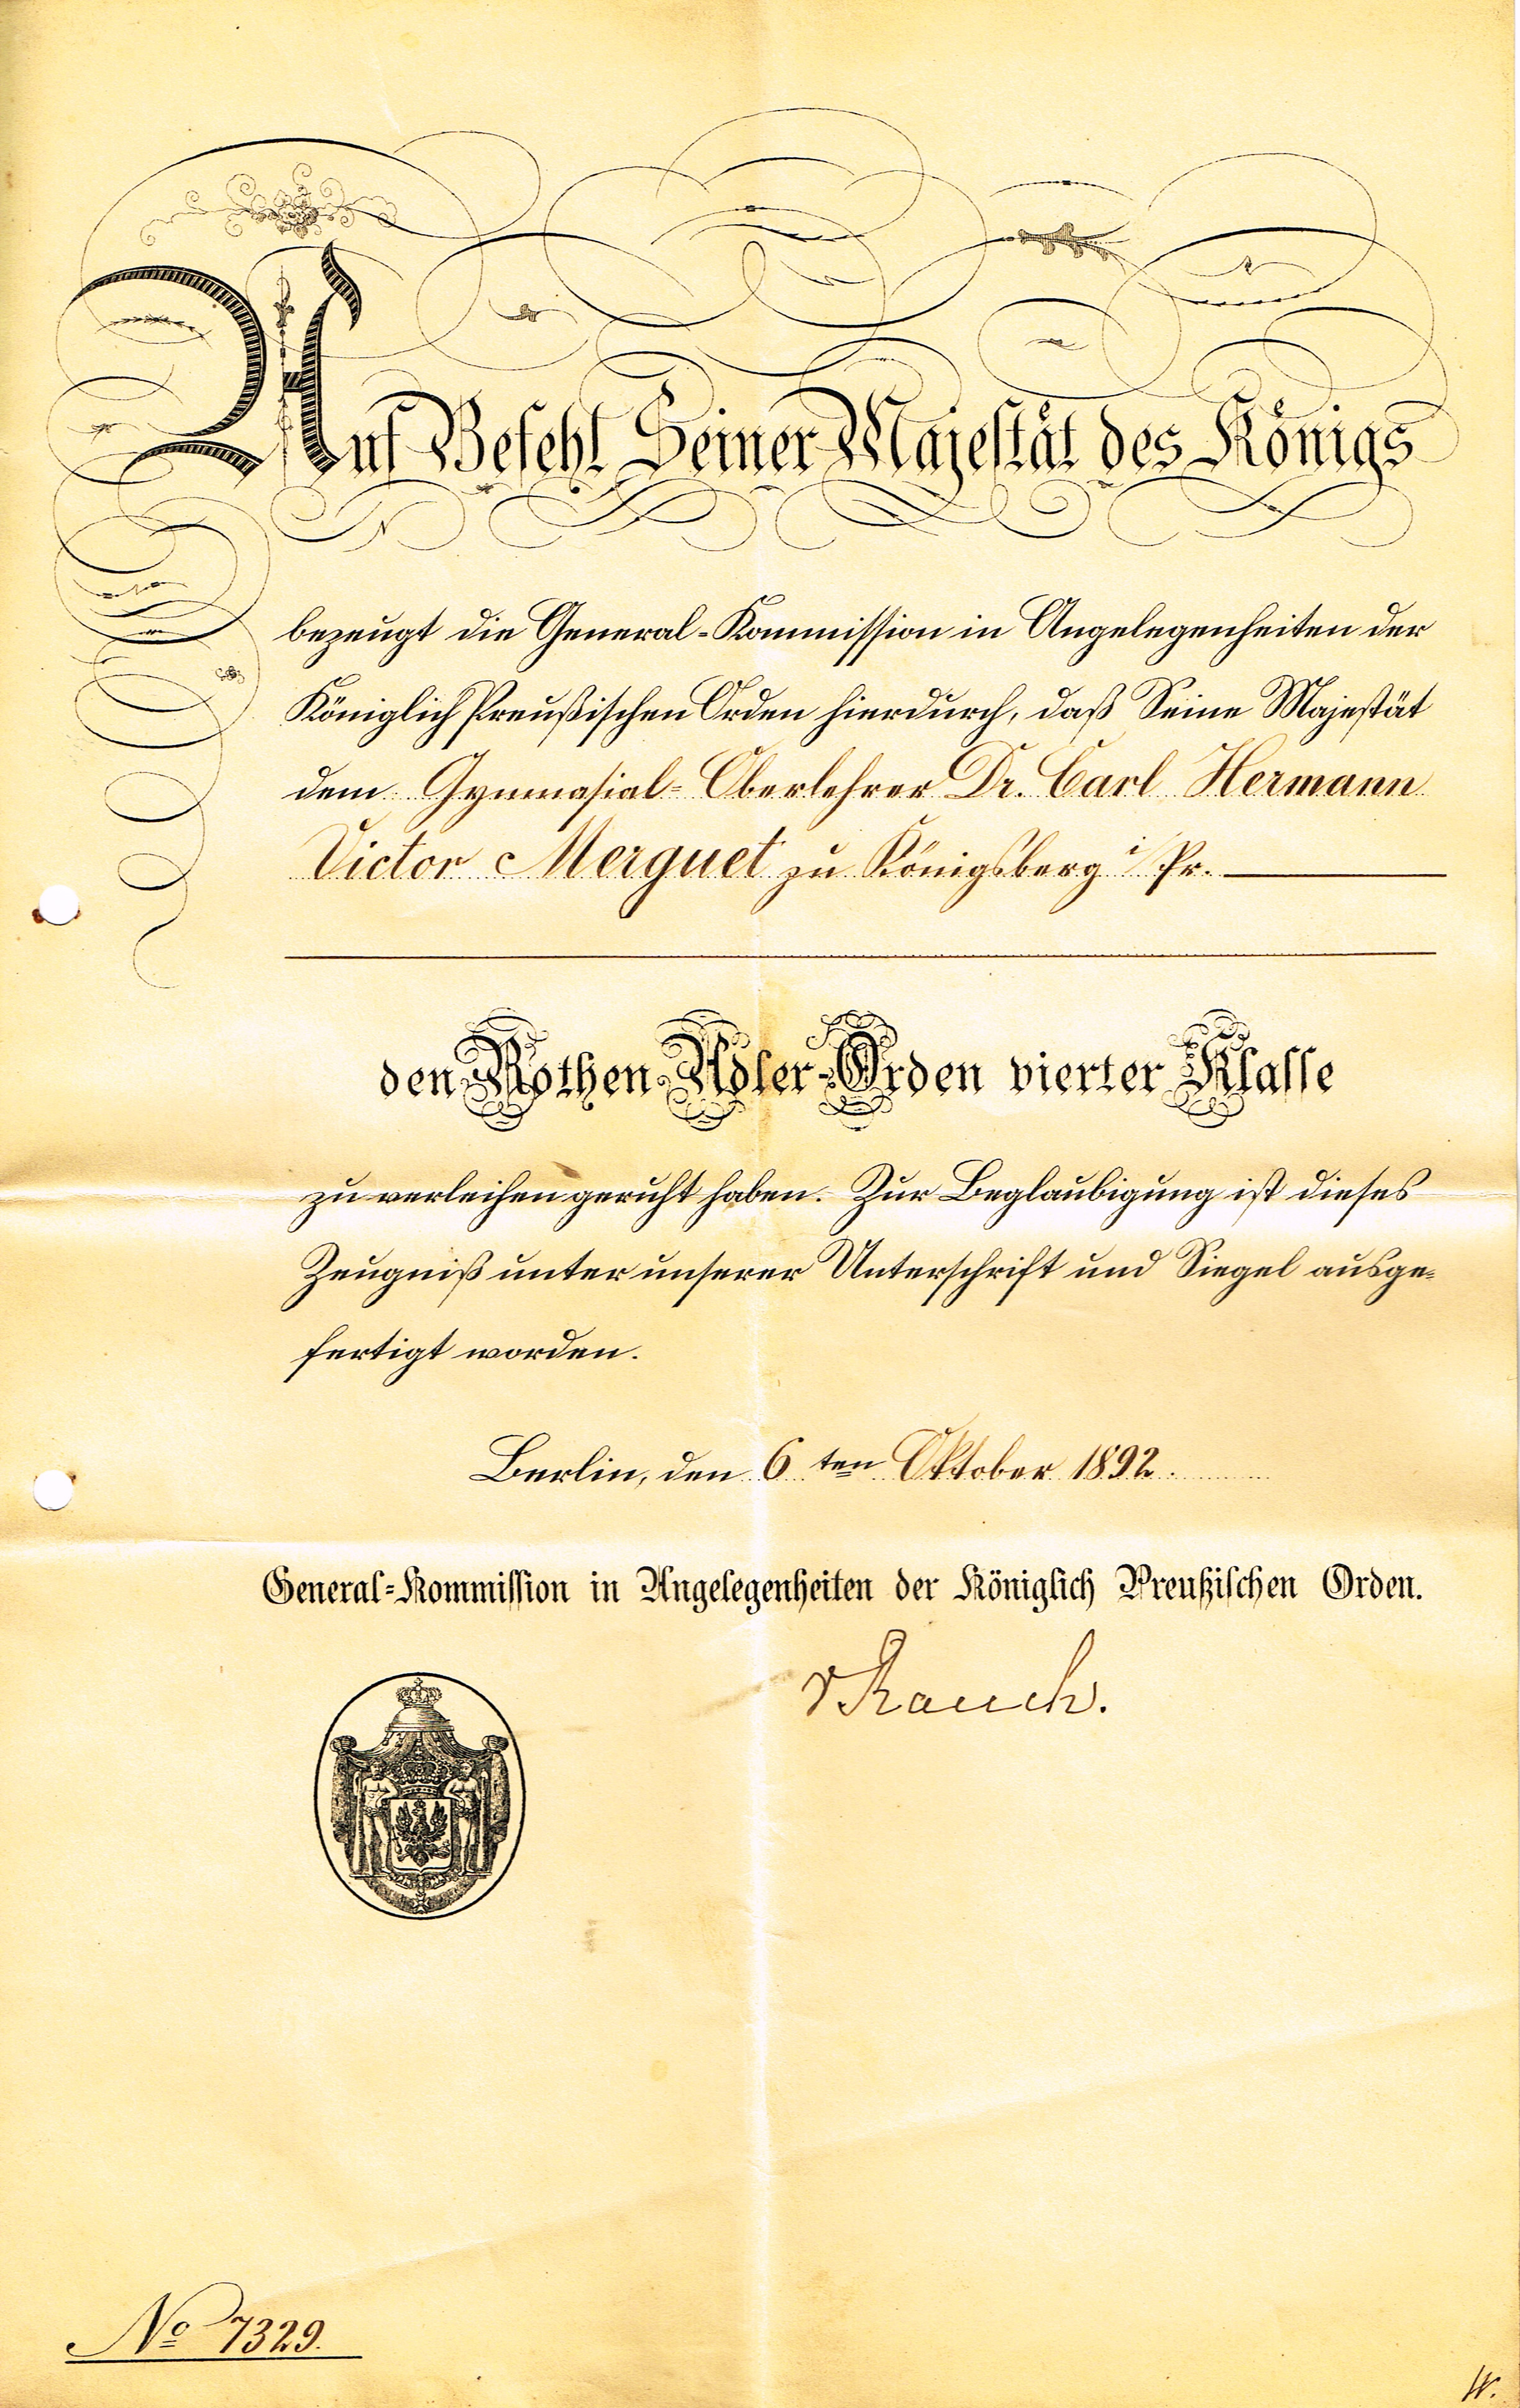 Auf Befehl Seiner Majestät des Königs
bezeugt die General-Kommission in Angelegenheiten der
Königlich Preußischen Orden hierdurch, daß Seine Majestät
dem Gymnasial-Oberlehrer Dr. Carl Hermann
Victor Merguet zu Königsberg i/Pr.
den Rothen Adler-Orden vierter Klasse
zu verleihen geruht haben. Zur Beglaubigung ist dieses
Zeugniß unter unserer Unterschrift und Siegel ausge-
fertigt worden.
Berlin, den 6 ten Oktober 1892.
General-Kommission in Angelegenheiten der Königlich Preußischen Orden.
v Rauch.
No 7329.
W.